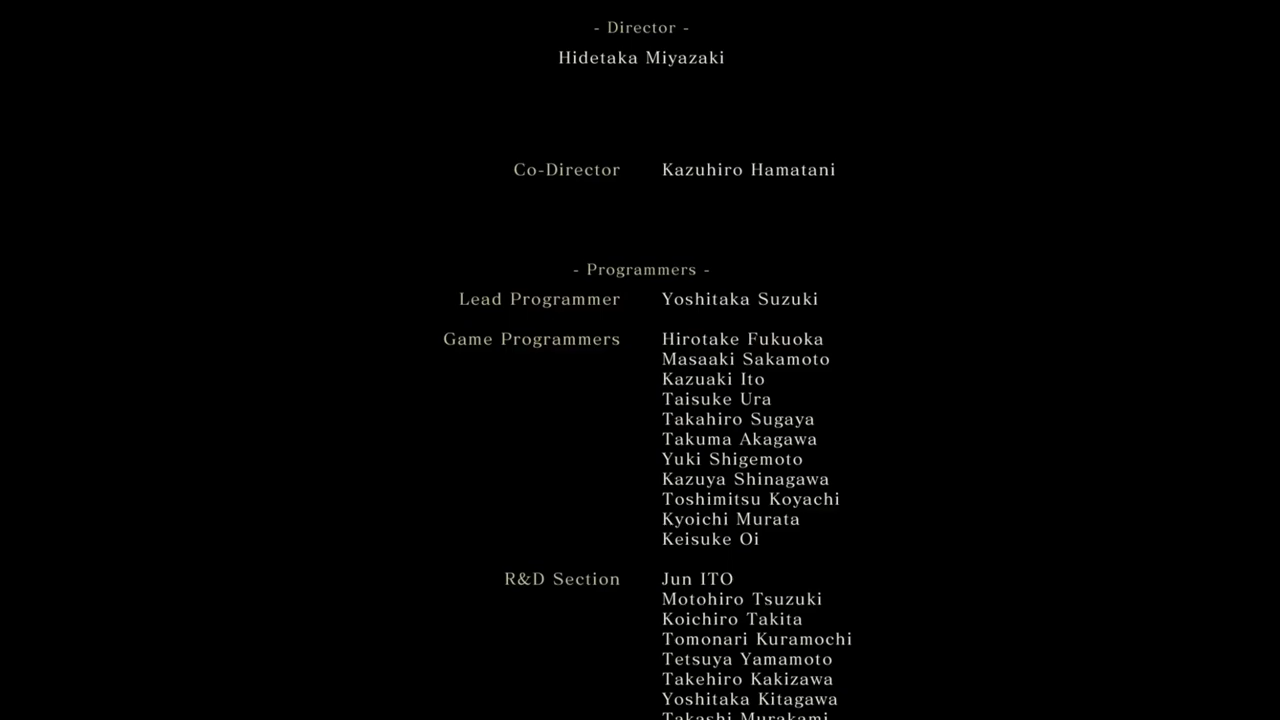 - Director -
Hidetaka Miyazaki
Co-Director Kazuhiro Hamatani
- Programmers -
Lead Programmer Yoshitaka Suzuki
Game Programmers Hirotake Fukuoka
Masaaki Sakamoto
Kazuaki Ito
Taisuke Ura
Takahiro Sugaya
Takuma Akagawa
Yuki Shigemoto
Kazuya Shinagawa
Toshimitsu Koyachi
Kyoichi Murata
Keisuke Oi
R&D Section Jun ITO
Motohiro Tsuzuki
Koichiro Takita
Tomonari Kuramochi
Tetsuya Yamamoto
Takehiro Kakizawa
Yoshitaka Kitagawa
Takashi Murakami